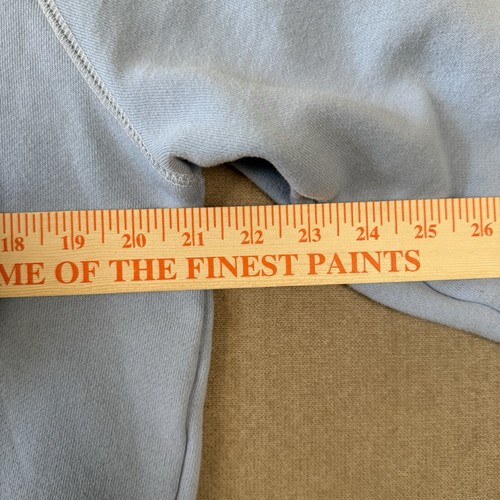 18 19 20 21 22 23 24 25 26
ME OF THE FINEST PAINTS